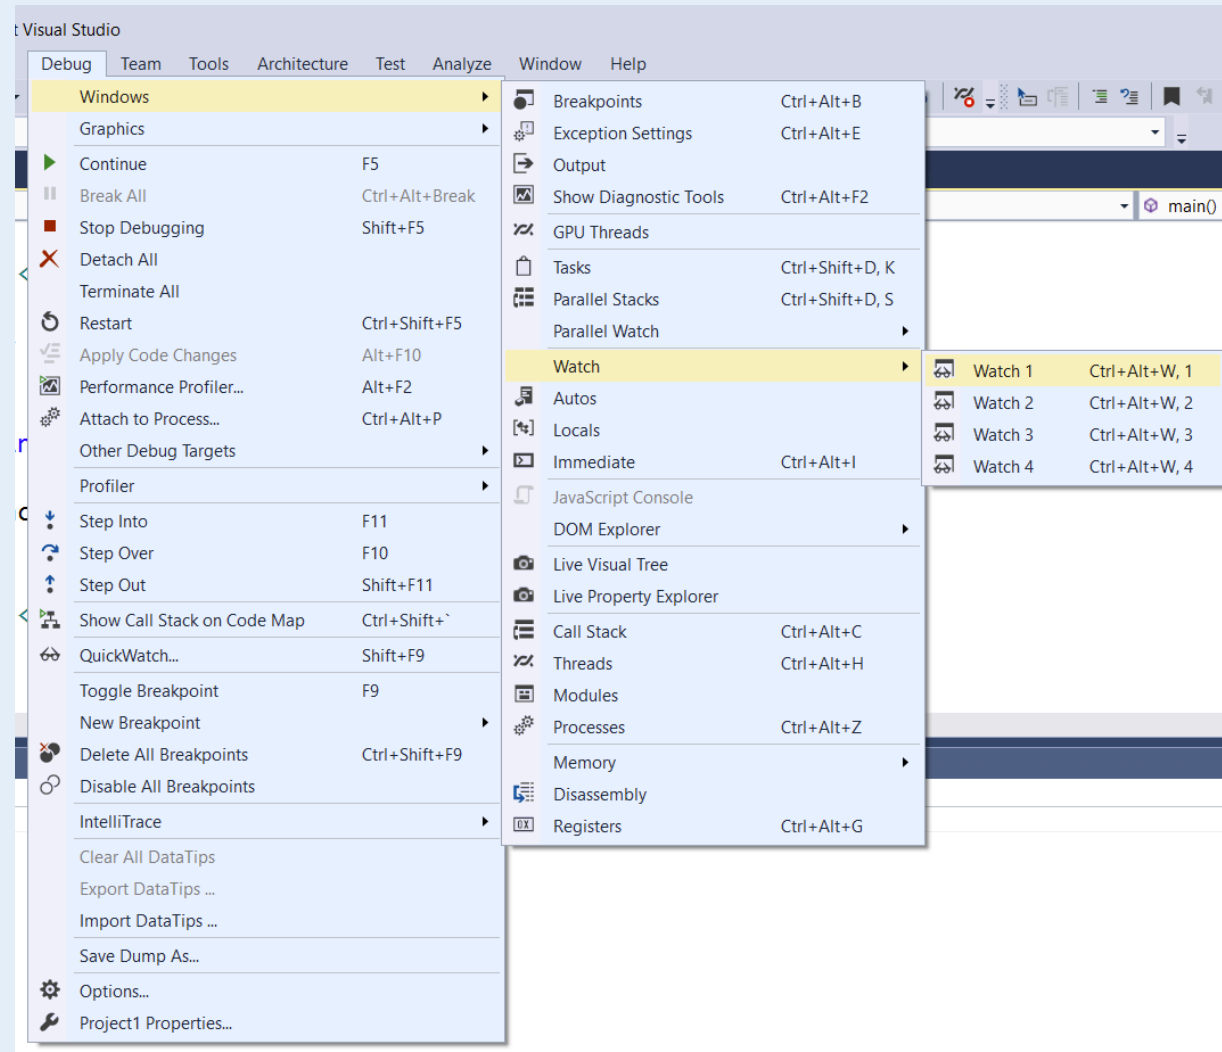 t Visual Studio
Debug Team Tools Architecture Test Analyze Window Help
Windows
Graphics
Continue F5
Break All Ctrl+Alt+Break
Stop Debugging Shift+F5
Detach All
Terminate All
Restart Ctrl+Shift+F5
Apply Code Changes Alt+F10
Performance Profiler... Alt+F2
Attach to Process... Ctrl+Alt+P
Other Debug Targets
Profiler
Step Into F11
Step Over F10
Step Out Shift+F11
Show Call Stack on Code Map Ctrl+Shift+`
QuickWatch... Shift+F9
Toggle Breakpoint F9
New Breakpoint
Delete All Breakpoints Ctrl+Shift+F9
Disable All Breakpoints
IntelliTrace
Clear All DataTips
Export DataTips ...
Import DataTips ...
Save Dump As...
Options...
Project1 Properties...
Breakpoints Ctrl+Alt+B
Exception Settings Ctrl+Alt+E
Output
Show Diagnostic Tools Ctrl+Alt+F2
GPU Threads
Tasks Ctrl+Shift+D, K
Parallel Stacks Ctrl+Shift+D, S
Parallel Watch
Watch
Autos
Locals
Immediate Ctrl+Alt+I
JavaScript Console
DOM Explorer
Live Visual Tree
Live Property Explorer
Call Stack Ctrl+Alt+C
Threads Ctrl+Alt+H
Modules
Processes Ctrl+Alt+Z
Memory
Disassembly
Registers Ctrl+Alt+G
Watch 1 Ctrl+Alt+W, 1
Watch 2 Ctrl+Alt+W, 2
Watch 3 Ctrl+Alt+W, 3
Watch 4 Ctrl+Alt+W, 4
main()